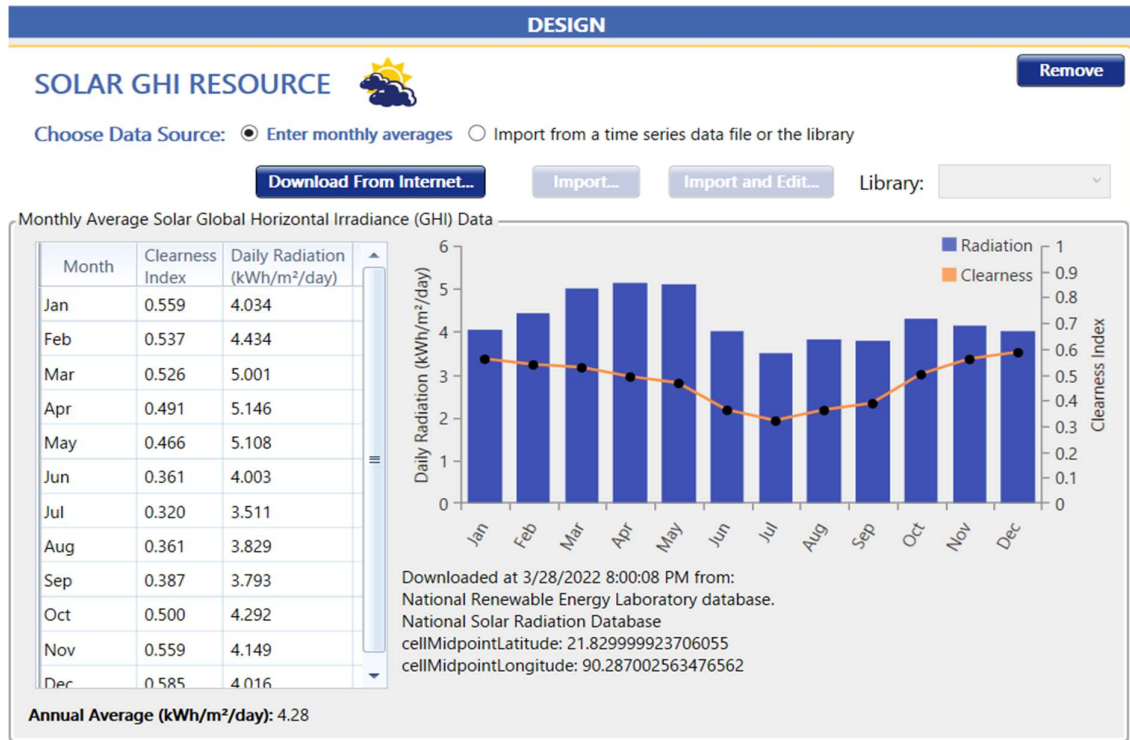 DESIGN
SOLAR GHI RESOURCE
Remove
Choose Data Source: Enter monthly averages Import from a time series data file or the library
Download From Internet... Import... Import and Edit... Library:
Monthly Average Solar Global Horizontal Irradiance (GHI) Data
Month Clearness Index Daily Radiation (kWh/m²/day)
Jan 0.559 4.034
Feb 0.537 4.434
Mar 0.526 5.001
Apr 0.491 5.146
May 0.466 5.108
Jun 0.361 4.003
Jul 0.320 3.511
Aug 0.361 3.829
Sep 0.387 3.793
Oct 0.500 4.292
Nov 0.559 4.149
Dec 0.585 4.016
Annual Average (kWh/m²/day): 4.28
Daily Radiation (kWh/m²/day)
6
5
4
3
2
1
0
Radiation
Clearness
1
0.9
0.8
0.7
0.6
0.5
0.4
0.3
0.2
0.1
0
Clearness Index
Jan Feb Mar Apr May Jun Jul Aug Sep Oct Nov Dec
Downloaded at 3/28/2022 8:00:08 PM from:
National Renewable Energy Laboratory database.
National Solar Radiation Database
cellMidpointLatitude: 21.829999923706055
cellMidpointLongitude: 90.287002563476562